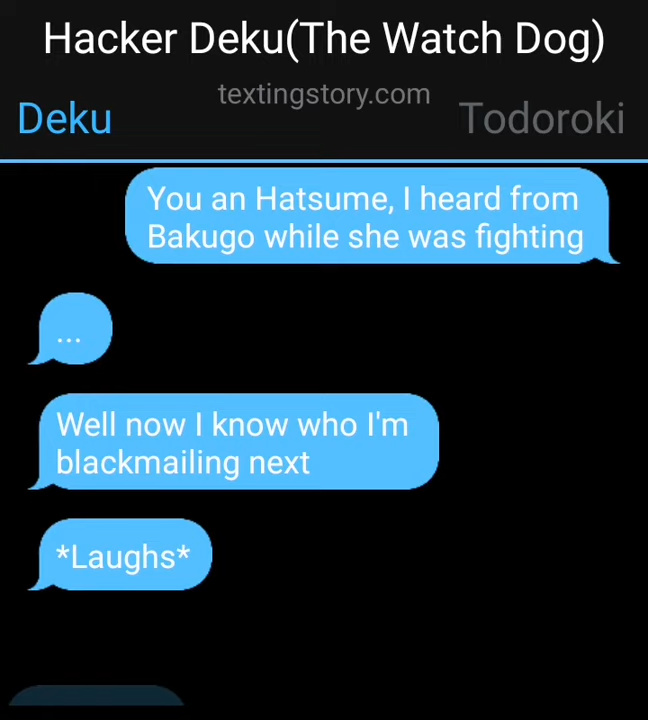 Hacker Deku(The Watch Dog)
textingstory.com
Deku
Todoroki
You an Hatsume, I heard from
Bakugo while she was fighting
...
Well now I know who I'm
blackmailing next
*Laughs*